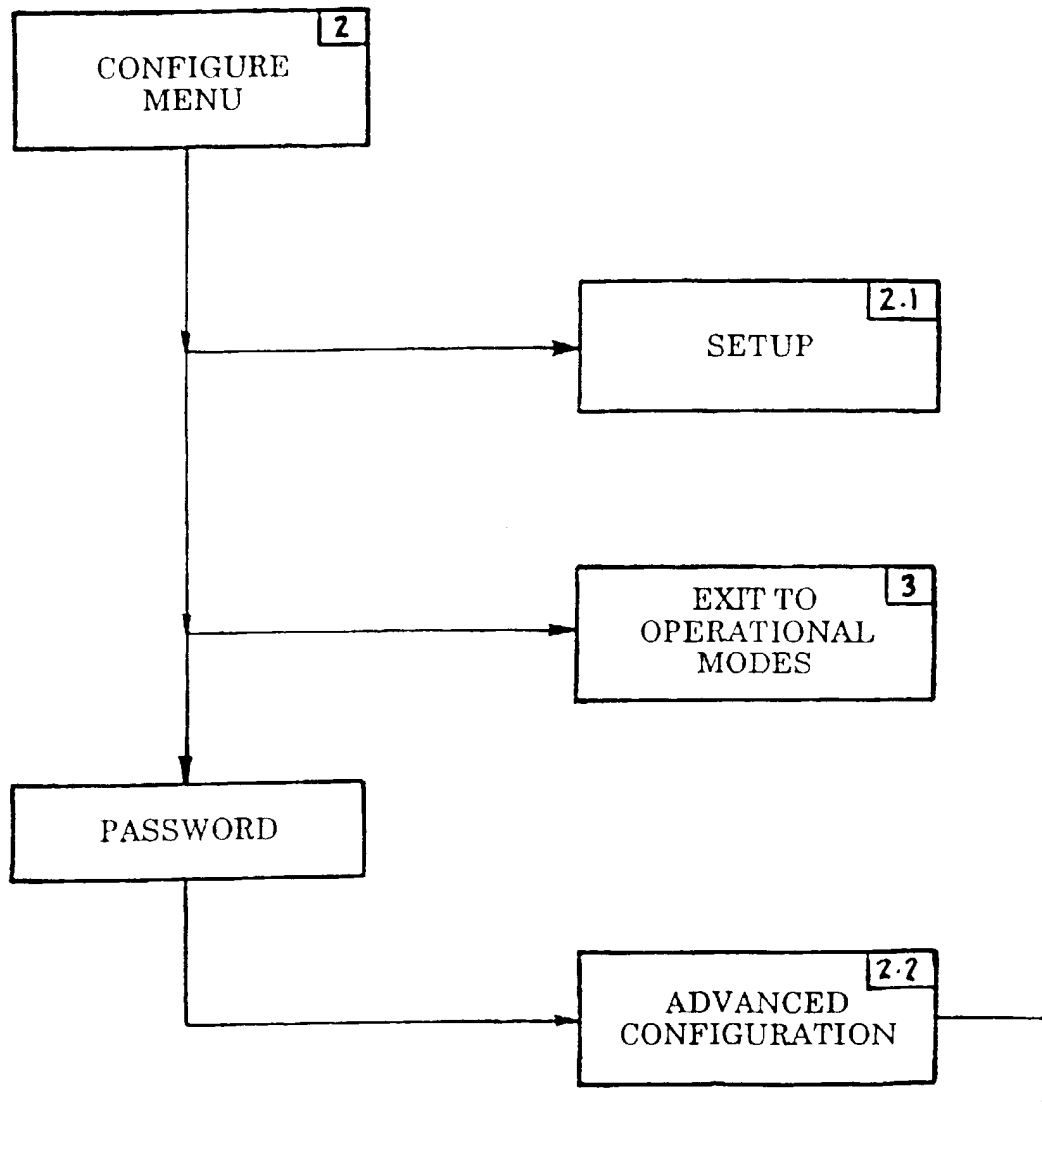 2
CONFIGURE
MENU
2.1
SETUP
3
EXIT TO
OPERATIONAL
MODES
PASSWORD
2.2
ADVANCED
CONFIGURATION